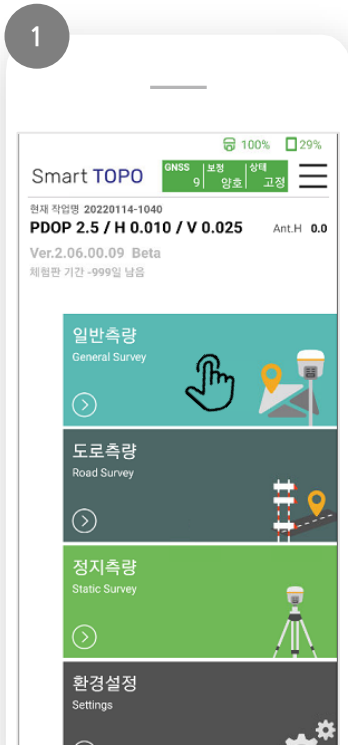 1
100% 29%
Smart TOPO
GNSS 보정 상태
9 양호 고정
현재 작업명 20220114-1040
PDOP 2.5 / H 0.010 / V 0.025 Ant.H 0.0
Ver.2.06.00.09 Beta
체험판 기간 -999일 남음
일반측량
General Survey
도로측량
Road Survey
정지측량
Static Survey
환경설정
Settings